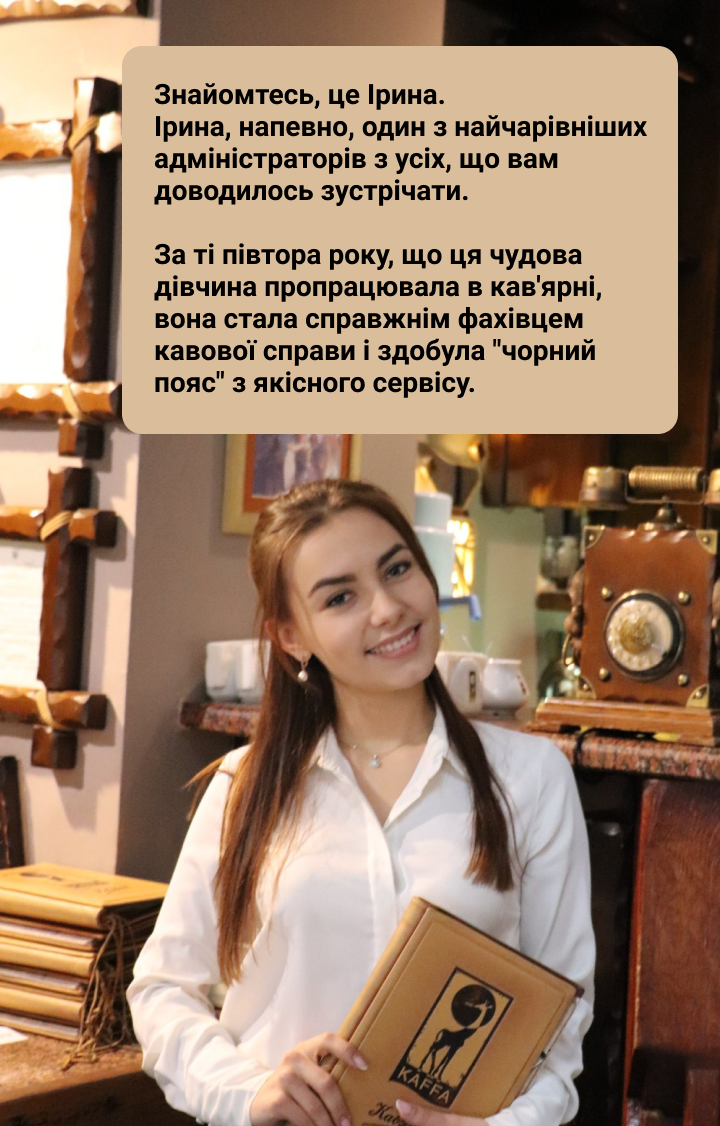 Знайомтесь, це Ірина.
Ірина, напевно, один з найчарівніших
адміністраторів з усіх, що вам
доводилось зустрічати.
За ті півтора року, що ця чудова
дівчина пропрацювала в кав'ярні,
вона стала справжнім фахівцем
кавової справи і здобула "чорний
пояс" з якісного сервісу.
KAFFA